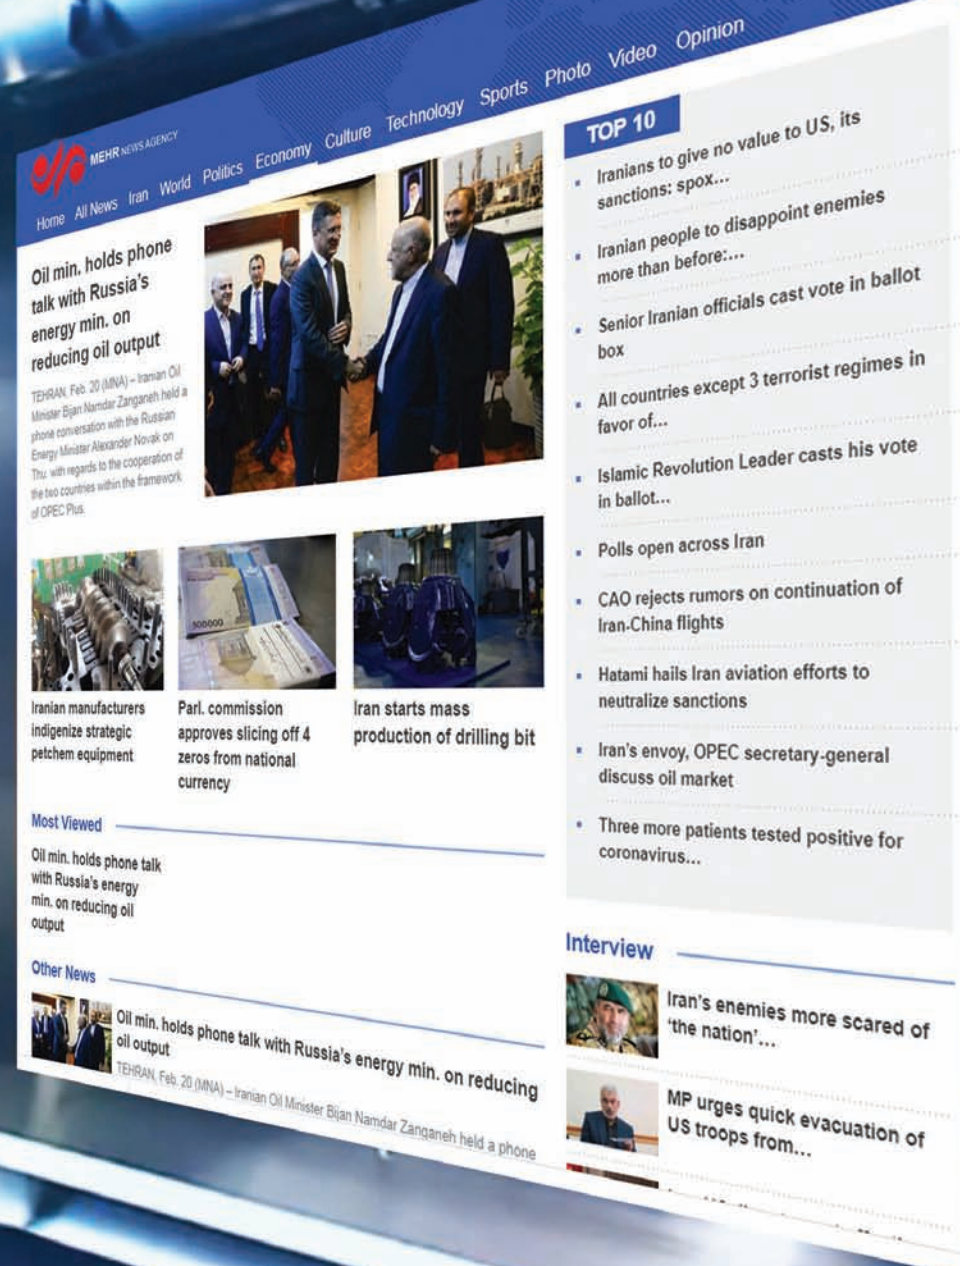 MEHR NEWS AGENCY
Home All News Iran World Politics Economy Culture Technology Sports Photo Video Opinion
Oil min. holds phone
talk with Russia's
energy min. on
reducing oil output
TEHRAN, Feb. 20 (MNA) – Iranian Oil
Minister Bijan Namdar Zanganeh held a
phone conversation with the Russian
Energy Minister Alexander Novak on
Thu. with regards to the cooperation of
the two countries within the framework
of OPEC Plus.
Iranian manufacturers
indigenize strategic
petchem equipment
Parl. commission
approves slicing off 4
zeros from national
currency
Iran starts mass
production of drilling bit
Most Viewed
Oil min. holds phone talk
with Russia's energy
min. on reducing oil
output
Other News
Oil min. holds phone talk with Russia's energy min. on reducing
oil output
TEHRAN, Feb. 20 (MNA) – Iranian Oil Minister Bijan Namdar Zanganeh held a phone
TOP 10
Iranians to give no value to US, its
sanctions: spox...
Iranian people to disappoint enemies
more than before:...
Senior Iranian officials cast vote in ballot
box
All countries except 3 terrorist regimes in
favor of...
Islamic Revolution Leader casts his vote
in ballot...
Polls open across Iran
CAO rejects rumors on continuation of
Iran-China flights
Hatami hails Iran aviation efforts to
neutralize sanctions
Iran's envoy, OPEC secretary-general
discuss oil market
Three more patients tested positive for
coronavirus...
Interview
Iran's enemies more scared of
'the nation'...
MP urges quick evacuation of
US troops from...